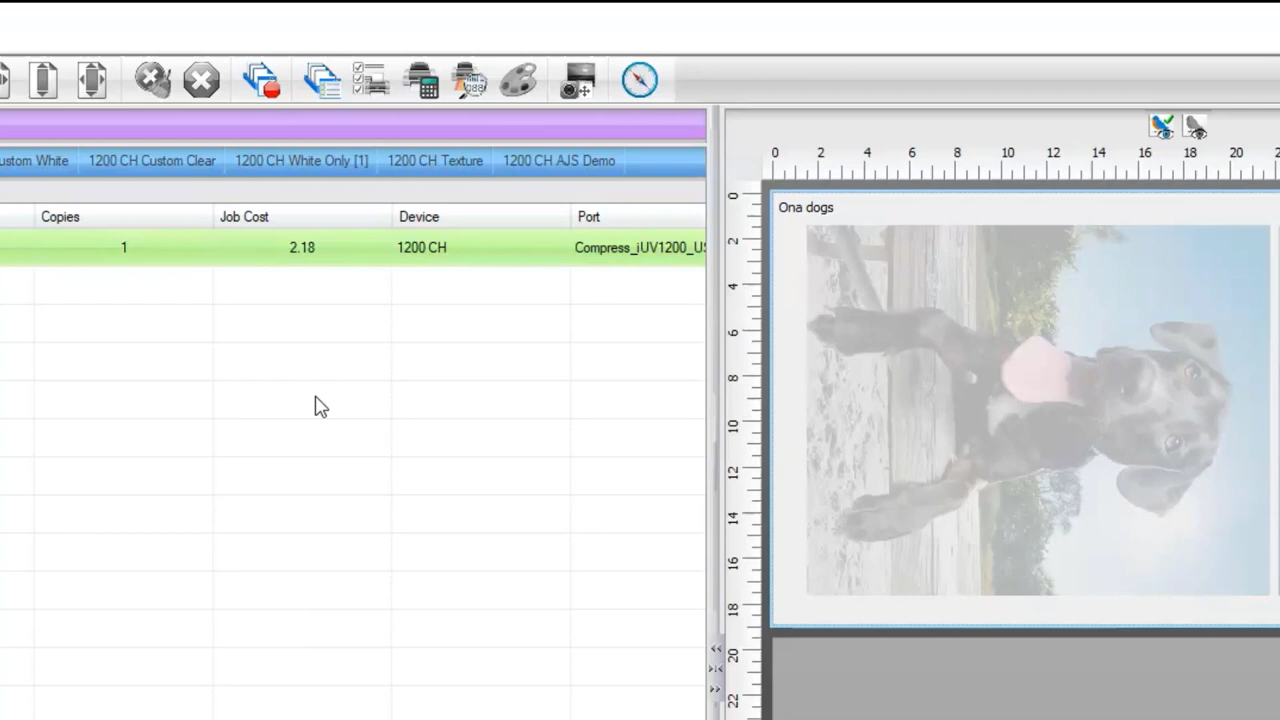 ustom White 1200 CH Custom Clear 1200 CH White Only [1] 1200 CH Texture 1200 CH AJS Demo
Copies Job Cost Device Port
1 2.18 1200 CH Compress_iUV1200_US
0 2 4 6 8 10 12 14 16 18 20 2
Ona dogs
0
2
4
6
8
10
12
14
16
18
20
22